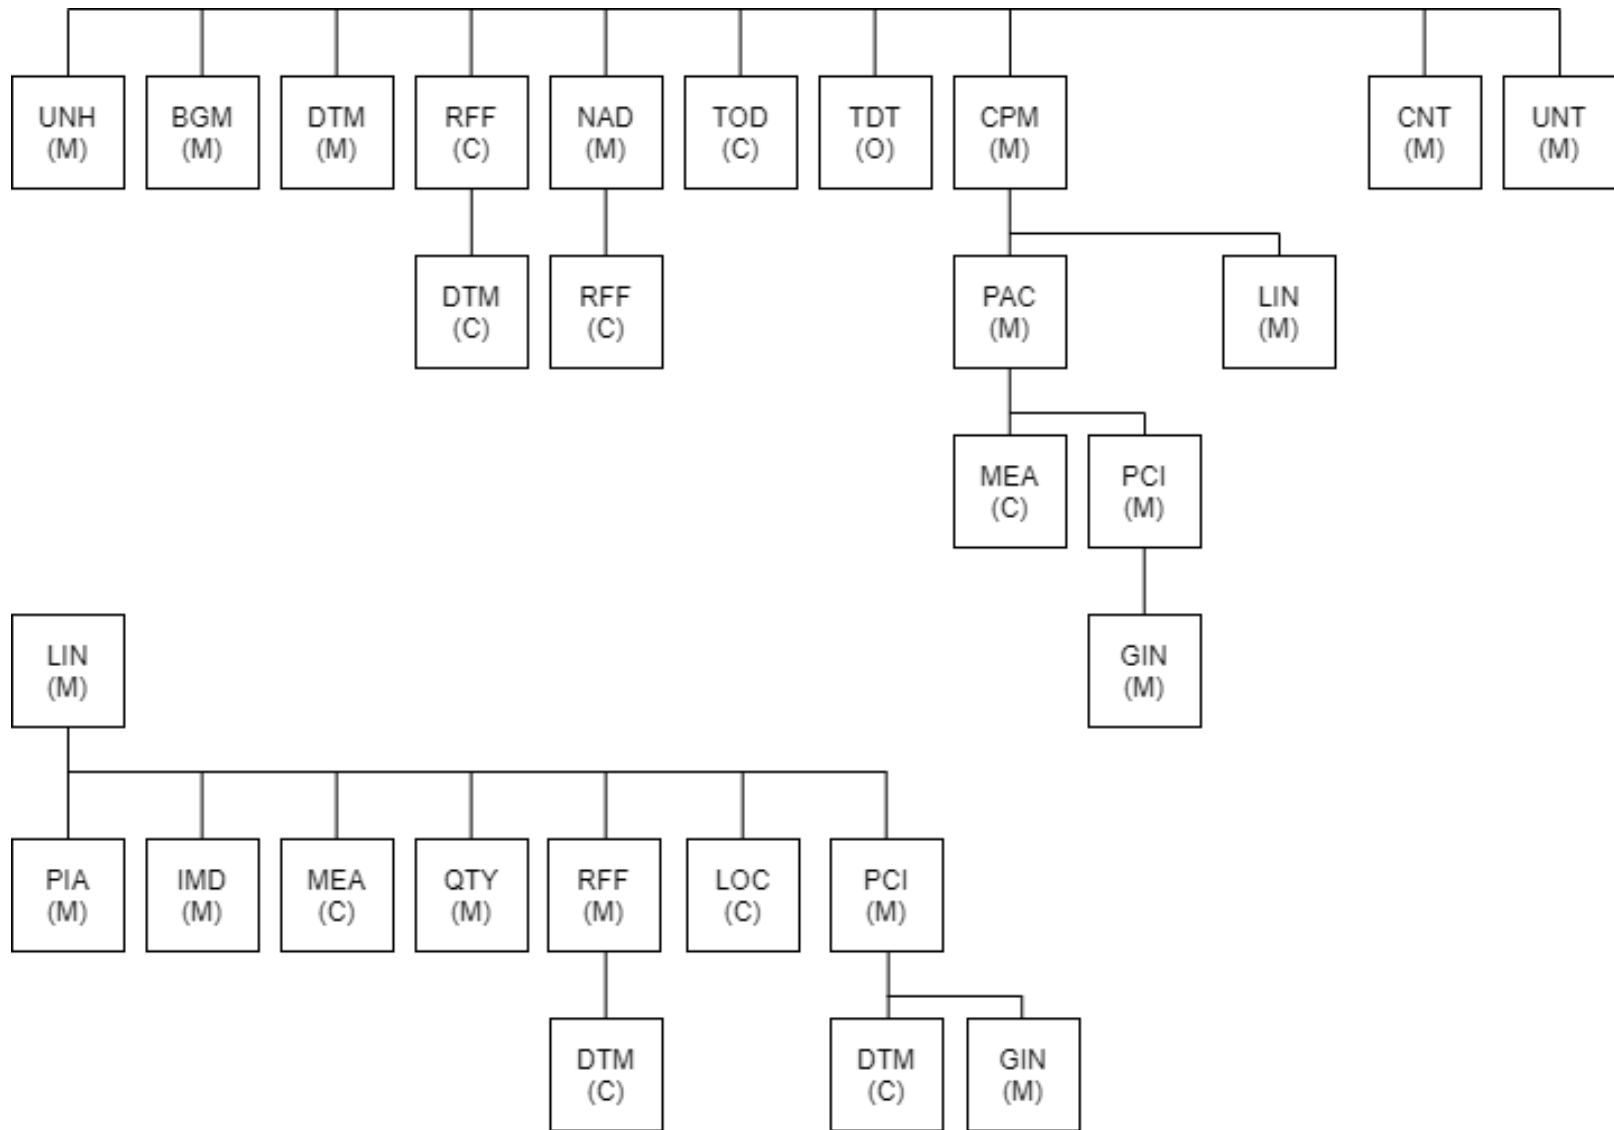 UNH
(M)
BGM
(M)
DTM
(M)
RFF
(C)
NAD
(M)
TOD
(C)
TDT
(O)
CPM
(M)
CNT
(M)
UNT
(M)
DTM
(C)
RFF
(C)
PAC
(M)
LIN
(M)
MEA
(C)
PCI
(M)
GIN
(M)
LIN
(M)
PIA
(M)
IMD
(M)
MEA
(C)
QTY
(M)
RFF
(M)
LOC
(C)
PCI
(M)
DTM
(C)
DTM
(C)
GIN
(M)